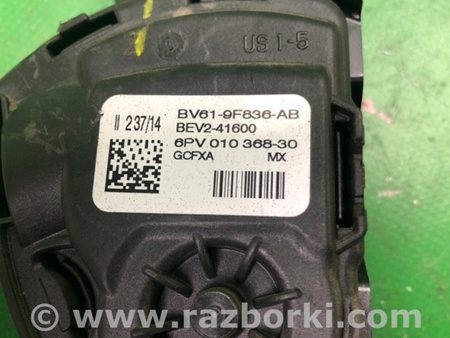 US 1-5
II 237/14
BV61-9F836-AB
BEV2-41600
6PV 010 368-30
GCFXA MX
www.razborki.com